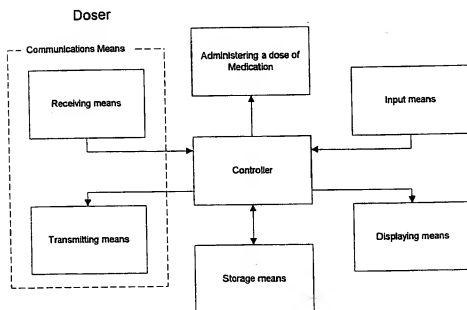 Doser
Communications Means
Administering a dose of
Medication
Receiving means
Input means
Controller
Transmitting means
Displaying means
Storage means